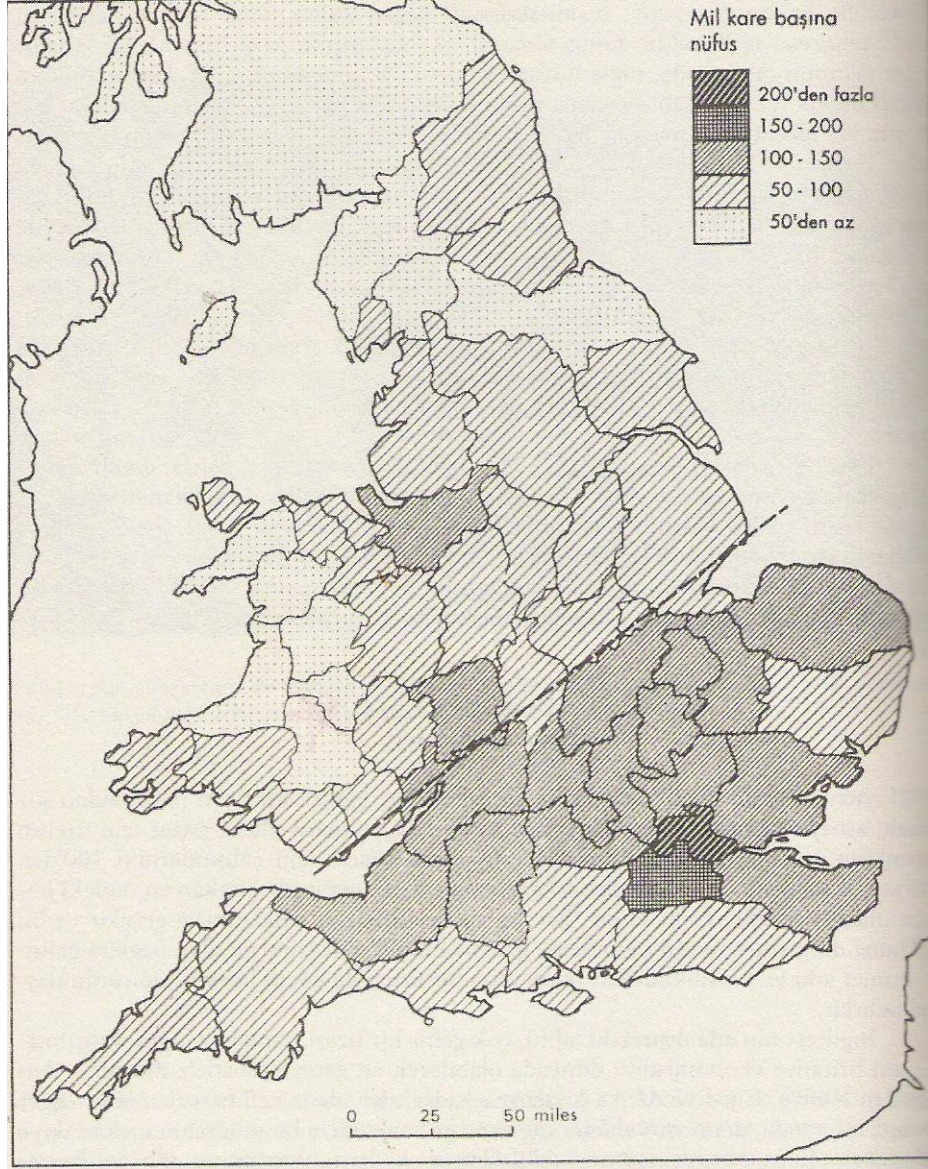 Mil kare başına
nüfus
200'den fazla
150 - 200
100 - 150
50 - 100
50'den az
0 25 50 miles